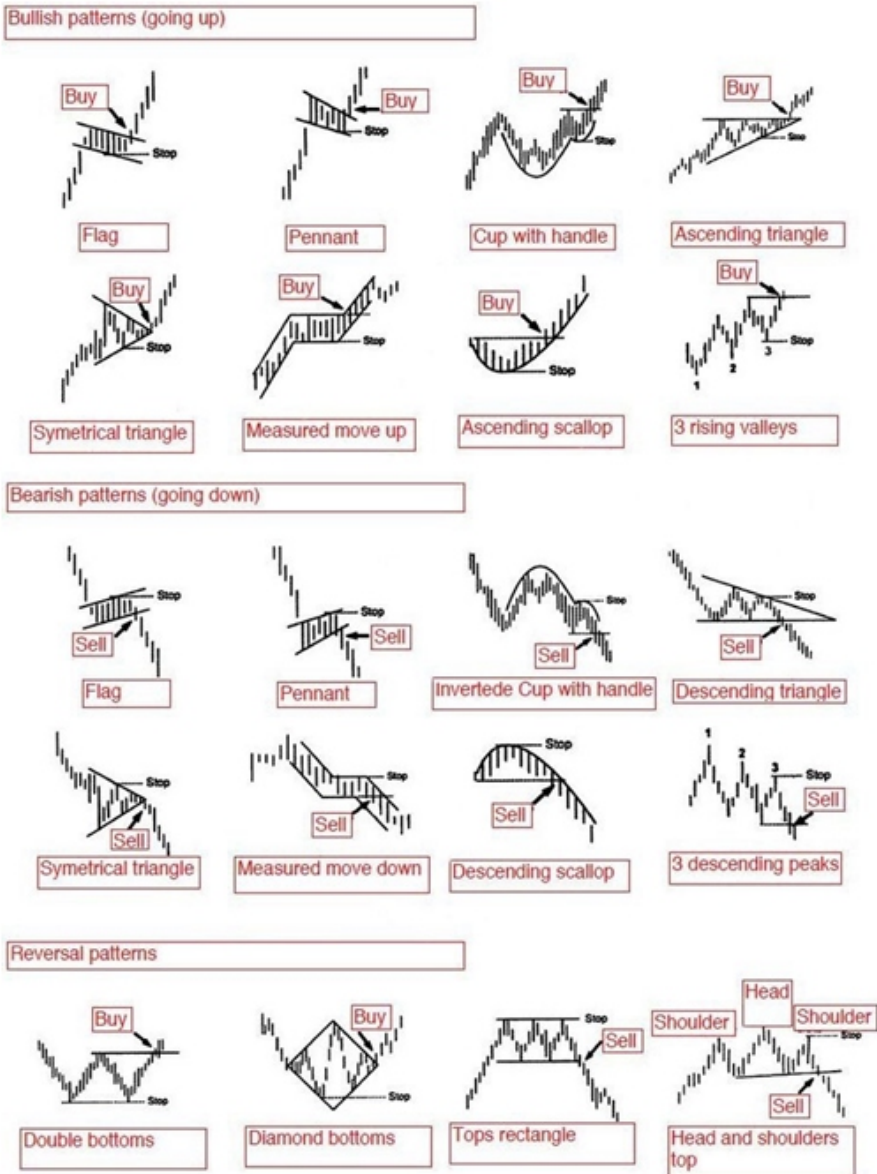 Bullish patterns (going up)
Buy
Stop
Flag
Buy
Stop
Pennant
Buy
Stop
Cup with handle
Buy
Stop
Ascending triangle
Buy
Stop
Symetrical triangle
Buy
Stop
Measured move up
Buy
Stop
Ascending scallop
Buy
1
2
3
Stop
3 rising valleys
Bearish patterns (going down)
Stop
Sell
Flag
Stop
Sell
Pennant
Stop
Sell
Invertede Cup with handle
Stop
Sell
Descending triangle
Stop
Sell
Symetrical triangle
Stop
Sell
Measured move down
Stop
Sell
Descending scallop
1
2
3
Stop
Sell
3 descending peaks
Reversal patterns
Buy
Stop
Double bottoms
Buy
Stop
Diamond bottoms
Stop
Sell
Tops rectangle
Head
Shoulder
Shoulder
Stop
Sell
Head and shoulders
top